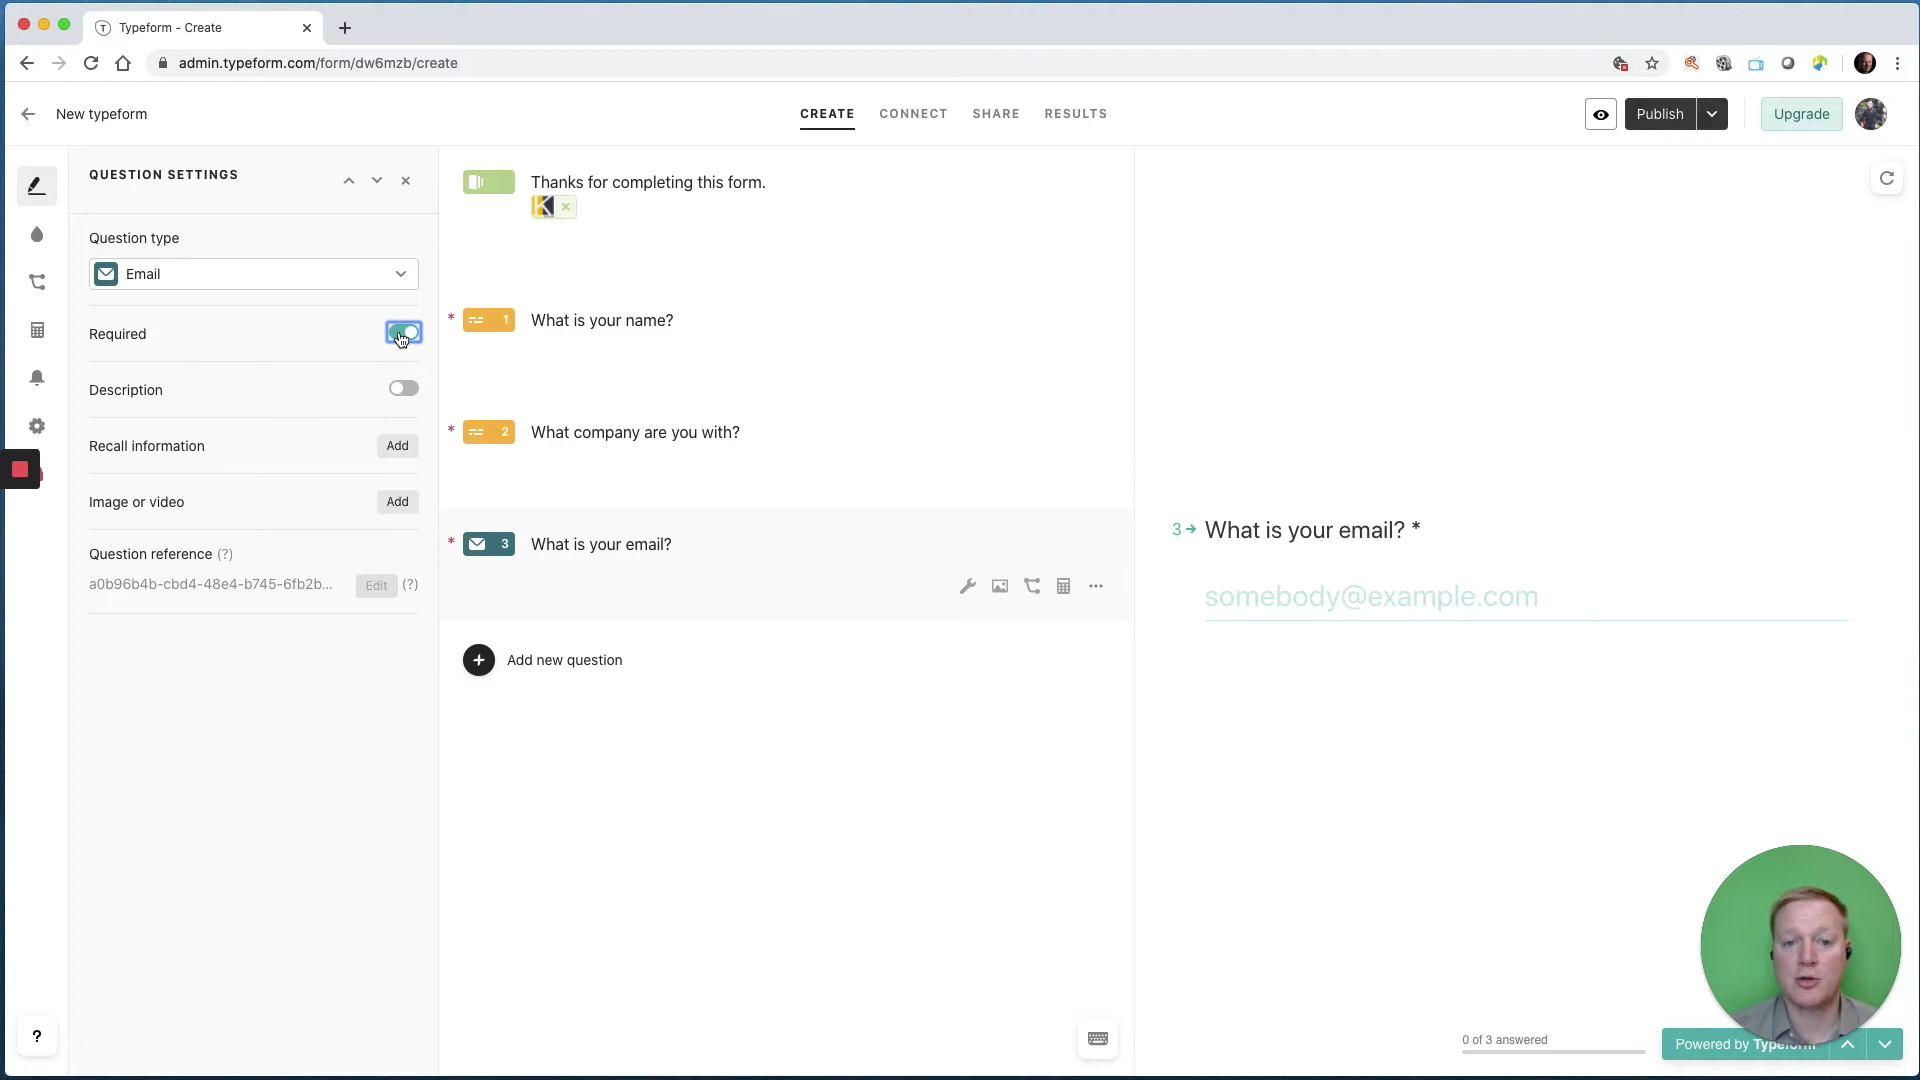 Typeform - Create
admin.typeform.com/form/dw6mzb/create
New typeform
CREATE
CONNECT
SHARE
RESULTS
Publish
Upgrade
QUESTION SETTINGS
Question type
Email
Required
Description
Recall information
Add
Image or video
Add
Question reference (?)
a0b96b4b-cbd4-48e4-b745-6fb2b...
Edit
(?)
?
Thanks for completing this form.
K
* 1 What is your name?
* 2 What company are you with?
* 3 What is your email?
Add new question
3 What is your email? *
somebody@example.com
0 of 3 answered
Powered by Typeform